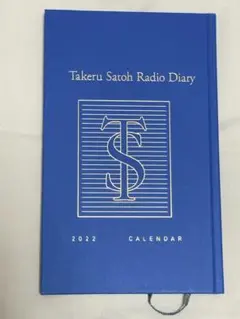 Takeru Satoh Radio Diary
TS
2022 CALENDAR